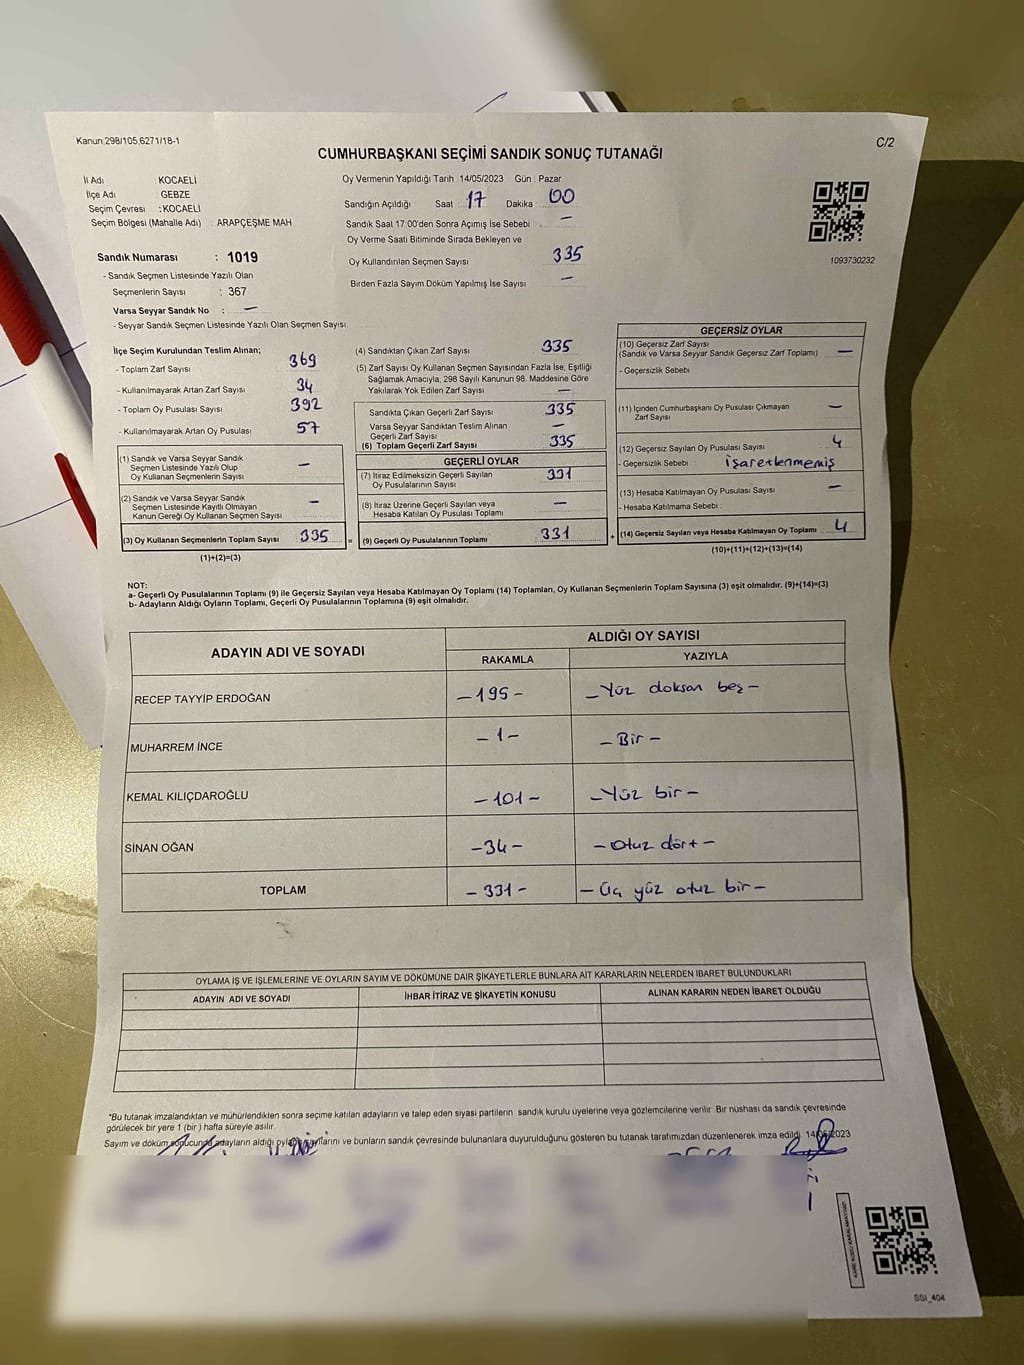 Kanun:298/105,6271/18-1
C/2
CUMHURBAŞKANI SEÇİMİ SANDIK SONUÇ TUTANAĞI
İl Adı : KOCAELİ
İlçe Adı : GEBZE
Seçim Çevresi : KOCAELİ
Seçim Bölgesi (Mahalle Adı) : ARAPÇEŞME MAH
Sandık Numarası : 1019
- Sandık Seçmen Listesinde Yazılı Olan
Seçmenlerin Sayısı : 367
Varsa Seyyar Sandık No : —
- Seyyar Sandık Seçmen Listesinde Yazılı Olan Seçmen Sayısı:
Oy Vermenin Yapıldığı Tarih :14/05/2023 Gün : Pazar
Sandığın Açıldığı Saat : 17 Dakika : 00
Sandık Saat 17:00'den Sonra Açımış İse Sebebi : —
Oy Verme Saati Bitiminde Sırada Bekleyen ve
Oy Kullandırılan Seçmen Sayısı 335
Birden Fazla Sayım Döküm Yapılmış İse Sayısı —
1093730232
İlçe Seçim Kurulundan Teslim Alınan;
- Toplam Zarf Sayısı 369
- Kullanılmayarak Artan Zarf Sayısı 34
- Toplam Oy Pusulası Sayısı 392
- Kullanılmayarak Artan Oy Pusulası 57
(1) Sandık ve Varsa Seyyar Sandık
Seçmen Listesinde Yazılı Olup
Oy Kullanan Seçmenlerin Sayısı —
(2) Sandık ve Varsa Seyyar Sandık
Seçmen Listesinde Kayıtlı Olmayan
Kanun Gereği Oy Kullanan Seçmen Sayısı —
(3) Oy Kullanan Seçmenlerin Toplam Sayısı 335
(1)+(2)=(3)
(4) Sandıktan Çıkan Zarf Sayısı 335
(5) Zarf Sayısı Oy Kullanan Seçmen Sayısından Fazla İse, Eşitliği
Sağlamak Amacıyla, 298 Sayılı Kanunun 98. Maddesine Göre
Yakılarak Yok Edilen Zarf Sayısı —
Sandıkta Çıkan Geçerli Zarf Sayısı 335
Varsa Seyyar Sandıktan Teslim Alınan
Geçerli Zarf Sayısı —
(6) Toplam Geçerli Zarf Sayısı 335
GEÇERLİ OYLAR
(7) İtiraz Edilmeksizin Geçerli Sayılan
Oy Pusulalarının Sayısı 331
(8) İtiraz Üzerine Geçerli Sayılan veya
Hesaba Katılan Oy Pusulası Toplamı —
= (9) Geçerli Oy Pusulalarının Toplamı 331
GEÇERSİZ OYLAR
(10) Geçersiz Zarf Sayısı
(Sandık ve Varsa Seyyar Sandık Geçersiz Zarf Toplamı) —
- Geçersizlik Sebebi
(11) İçinden Cumhurbaşkanı Oy Pusulası Çıkmayan
Zarf Sayısı —
(12) Geçersiz Sayılan Oy Pusulası Sayısı 4
- Geçersizlik Sebebi işaretlenmemiş
(13) Hesaba Katılmayan Oy Pusulası Sayısı —
- Hesaba Katılmama Sebebi :
+ (14) Geçersiz Sayılan veya Hesaba Katılmayan Oy Toplamı 4
(10)+(11)+(12)+(13)=(14)
NOT:
a- Geçerli Oy Pusulalarının Toplamı (9) ile Geçersiz Sayılan veya Hesaba Katılmayan Oy Toplamı (14) Toplamları, Oy Kullanan Seçmenlerin Toplam Sayısına (3) eşit olmalıdır. (9)+(14)=(3)
b- Adayların Aldığı Oyların Toplamı, Geçerli Oy Pusulalarının Toplamına (9) eşit olmalıdır.
ADAYIN ADI VE SOYADI
ALDIĞI OY SAYISI
RAKAMLA YAZIYLA
RECEP TAYYİP ERDOĞAN -195- - Yüz doksan beş -
MUHARREM İNCE -1- - Bir -
KEMAL KILIÇDAROĞLU -101- - Yüz bir -
SİNAN OĞAN -34- - Otuz dört -
TOPLAM -331- - Üç yüz otuz bir -
OYLAMA İŞ VE İŞLEMLERİNE VE OYLARIN SAYIM VE DÖKÜMÜNE DAİR ŞİKAYETLERLE BUNLARA AİT KARARLARIN NELERDEN İBARET BULUNDUKLARI
ADAYIN ADI VE SOYADI İHBAR İTİRAZ VE ŞİKAYETİN KONUSU ALINAN KARARIN NEDEN İBARET OLDUĞU
*Bu tutanak imzalandıktan ve mühürlendikten sonra seçime katılan adayların ve talep eden siyasi partilerin sandık kurulu üyelerine veya gözlemcilerine verilir. Bir nüshası da sandık çevresinde
görülecek bir yere 1 (bir) hafta süreyle asılır.
Sayım ve döküm sonucunda adayların aldığı oyların sayılarını ve bunların sandık çevresinde bulunanlara duyurulduğunu gösteren bu tutanak tarafımızdan düzenlenerek imza edildi. 14/05/2023
SSI_404